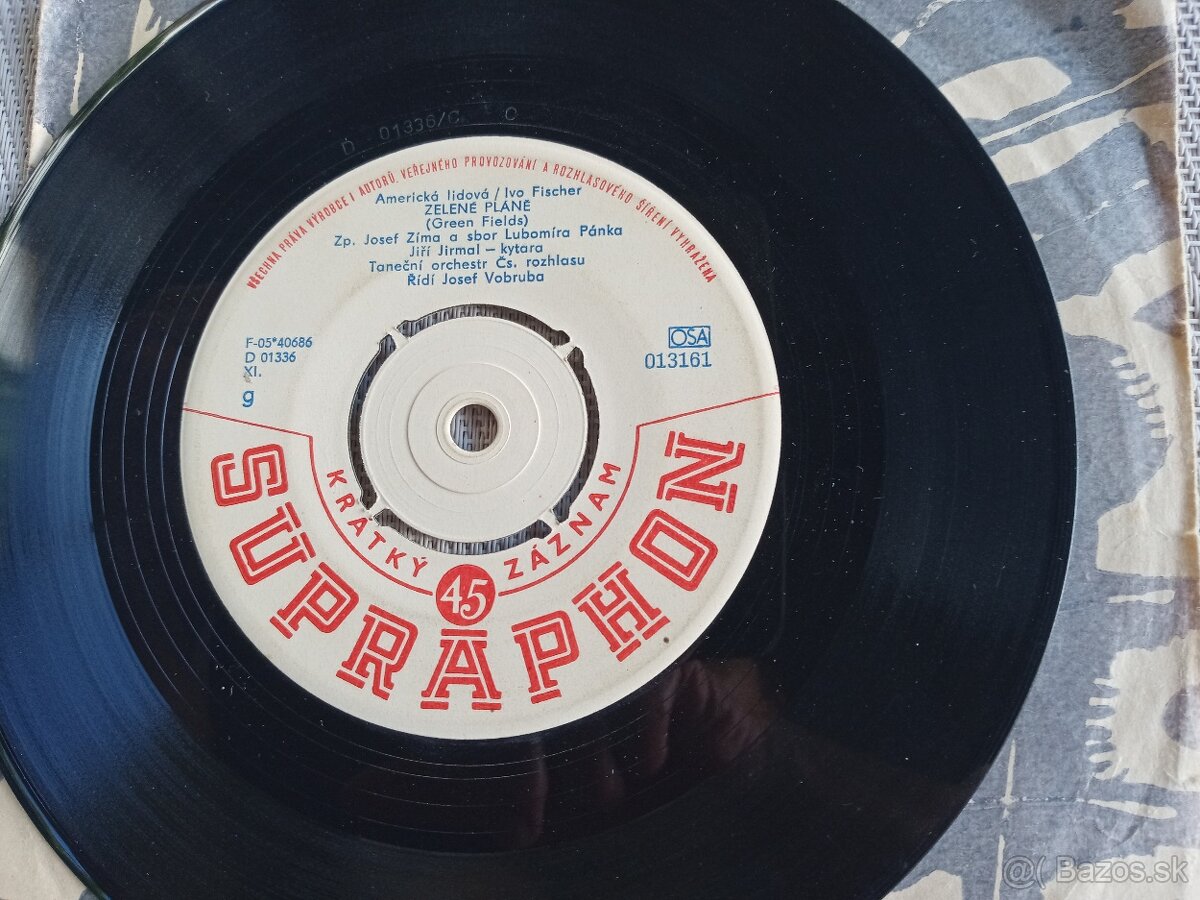 D 01336/C O
VŠECHNA PRÁVA VÝROBCE I AUTORŮ, VEŘEJNÉHO PROVOZOVÁNÍ A ROZHLASOVÉHO ŠÍŘENÍ VYHRAŽENA
Americká lidová / Ivo Fischer
ZELENÉ PLÁNĚ
(Green Fields)
Zp. Josef Zíma a sbor Lubomíra Pánka
Jiří Jirmal – kytara
Taneční orchestr Čs. rozhlasu
Řídí Josef Vobruba
F-05*40686
D 01336
XI.
g
OSA
013161
KRÁTKÝ 45 ZÁZNAM
SUPRAPHON
@( Bazos.sk